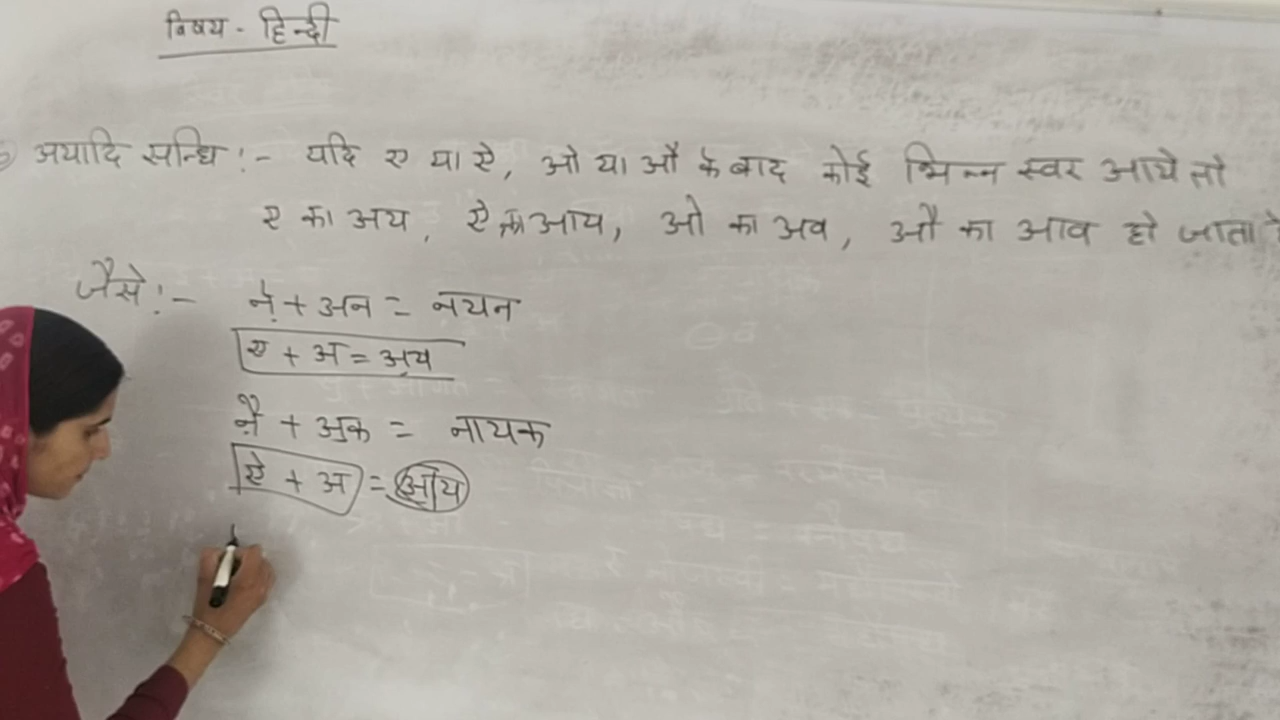 विषय - हिन्दी
अयादि सन्धि :- यदि ए या ऐ, ओ या औ के बाद कोई भिन्न स्वर आये तो
ए का अय, ऐ का आय, ओ का अव, औ का आव हो जाता है
जैसे :- ने + अन = नयन
ए + अ = अय
नै + अक = नायक
ऐ + अ = आय